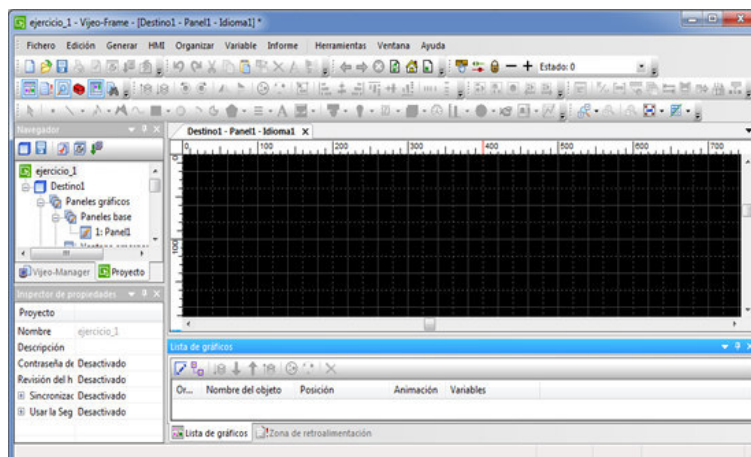 ejercicio_1 - Vijeo-Frame - [Destino1 - Panel1 - Idioma1] *
Fichero Edición Generar HMI Organizar Variable Informe Herramientas Ventana Ayuda
Estado: 0
Navegador
Destino1 - Panel1 - Idioma1 X
0 100 200 300 400 500 600 700
0
100
ejercicio_1
Destino1
Paneles gráficos
Paneles base
1: Panel1
Vijeo-Manager Proyecto
Inspector de propiedades
Proyecto
Nombre ejercicio_1
Descripción
Contraseña de Desactivado
Revisión del h Desactivado
Sincronizac Desactivado
Usar la Seg Desactivado
Lista de gráficos
Or... Nombre del objeto Posición Animación Variables
Lista de gráficos Zona de retroalimentación